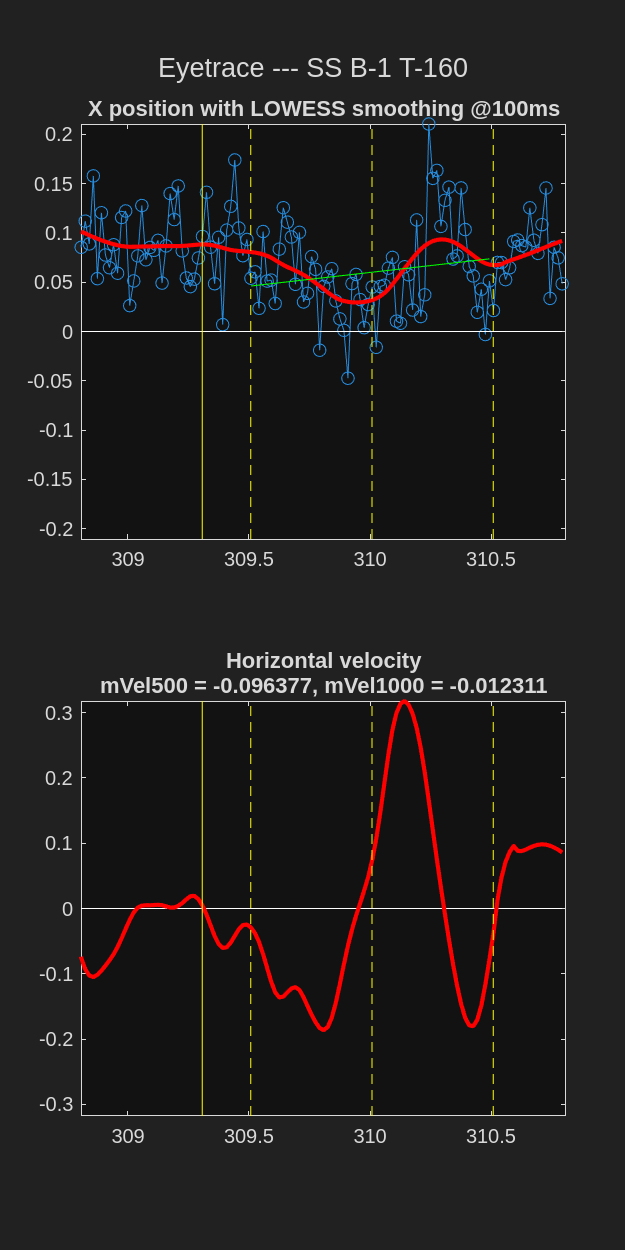 Eyetrace --- SS B-1 T-160
X position with LOWESS smoothing @100ms
0.2
0.15
0.1
0.05
0
-0.05
-0.1
-0.15
-0.2
309 309.5 310 310.5
Horizontal velocity
mVel500 = -0.096377, mVel1000 = -0.012311
0.3
0.2
0.1
0
-0.1
-0.2
-0.3
309 309.5 310 310.5